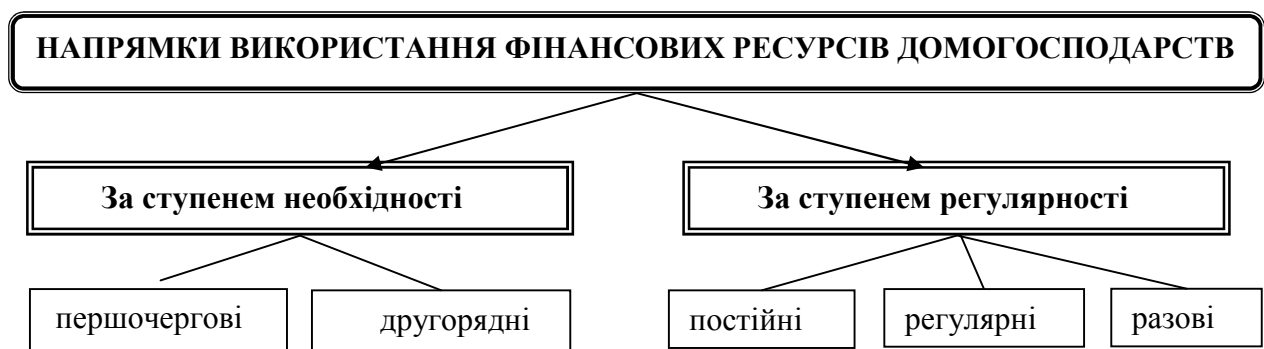 НАПРЯМКИ ВИКОРИСТАННЯ ФІНАНСОВИХ РЕСУРСІВ ДОМОГОСПОДАРСТВ
За ступенем необхідності
За ступенем регулярності
першочергові
другорядні
постійні
регулярні
разові